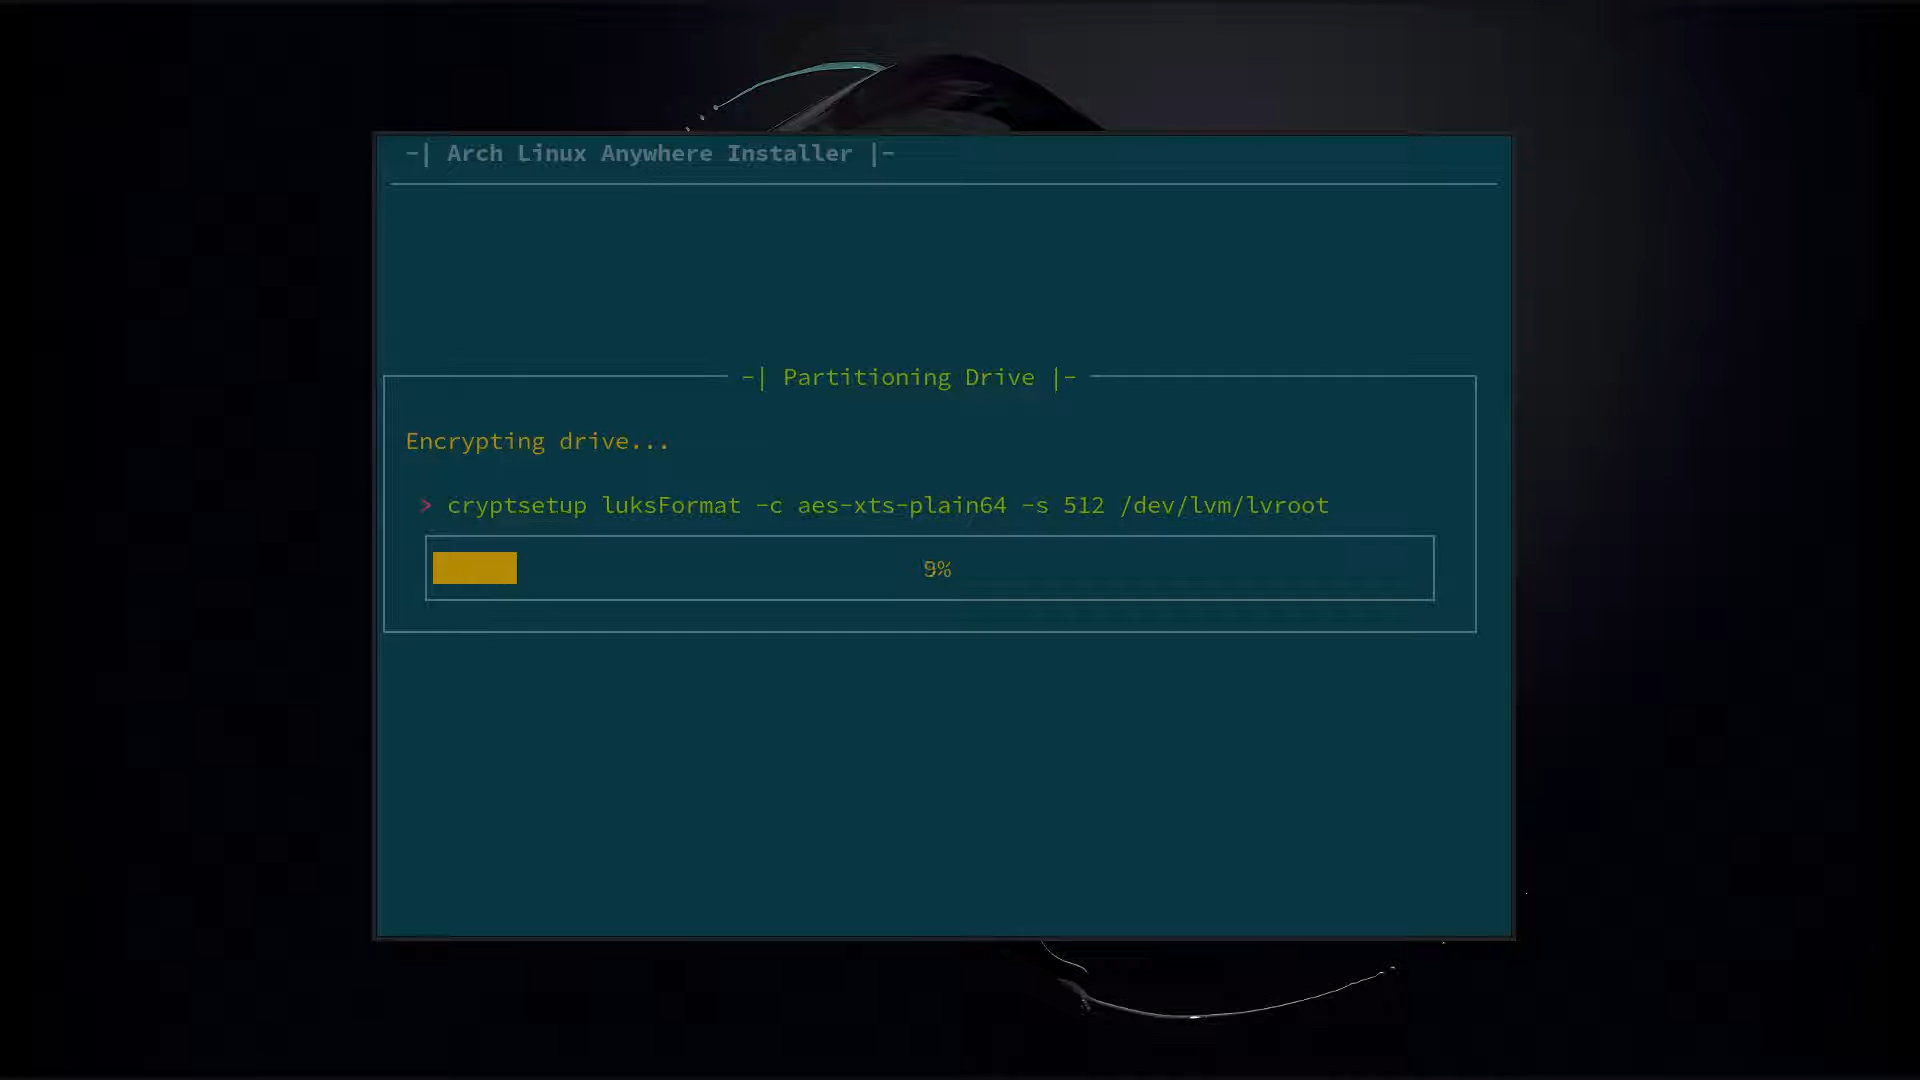 -| Arch Linux Anywhere Installer |-
-| Partitioning Drive |-
Encrypting drive...
> cryptsetup luksFormat -c aes-xts-plain64 -s 512 /dev/lvm/lvroot
9%